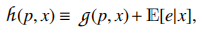 h(p, x) ≡ g(p, x) + 𝔼[e|x],